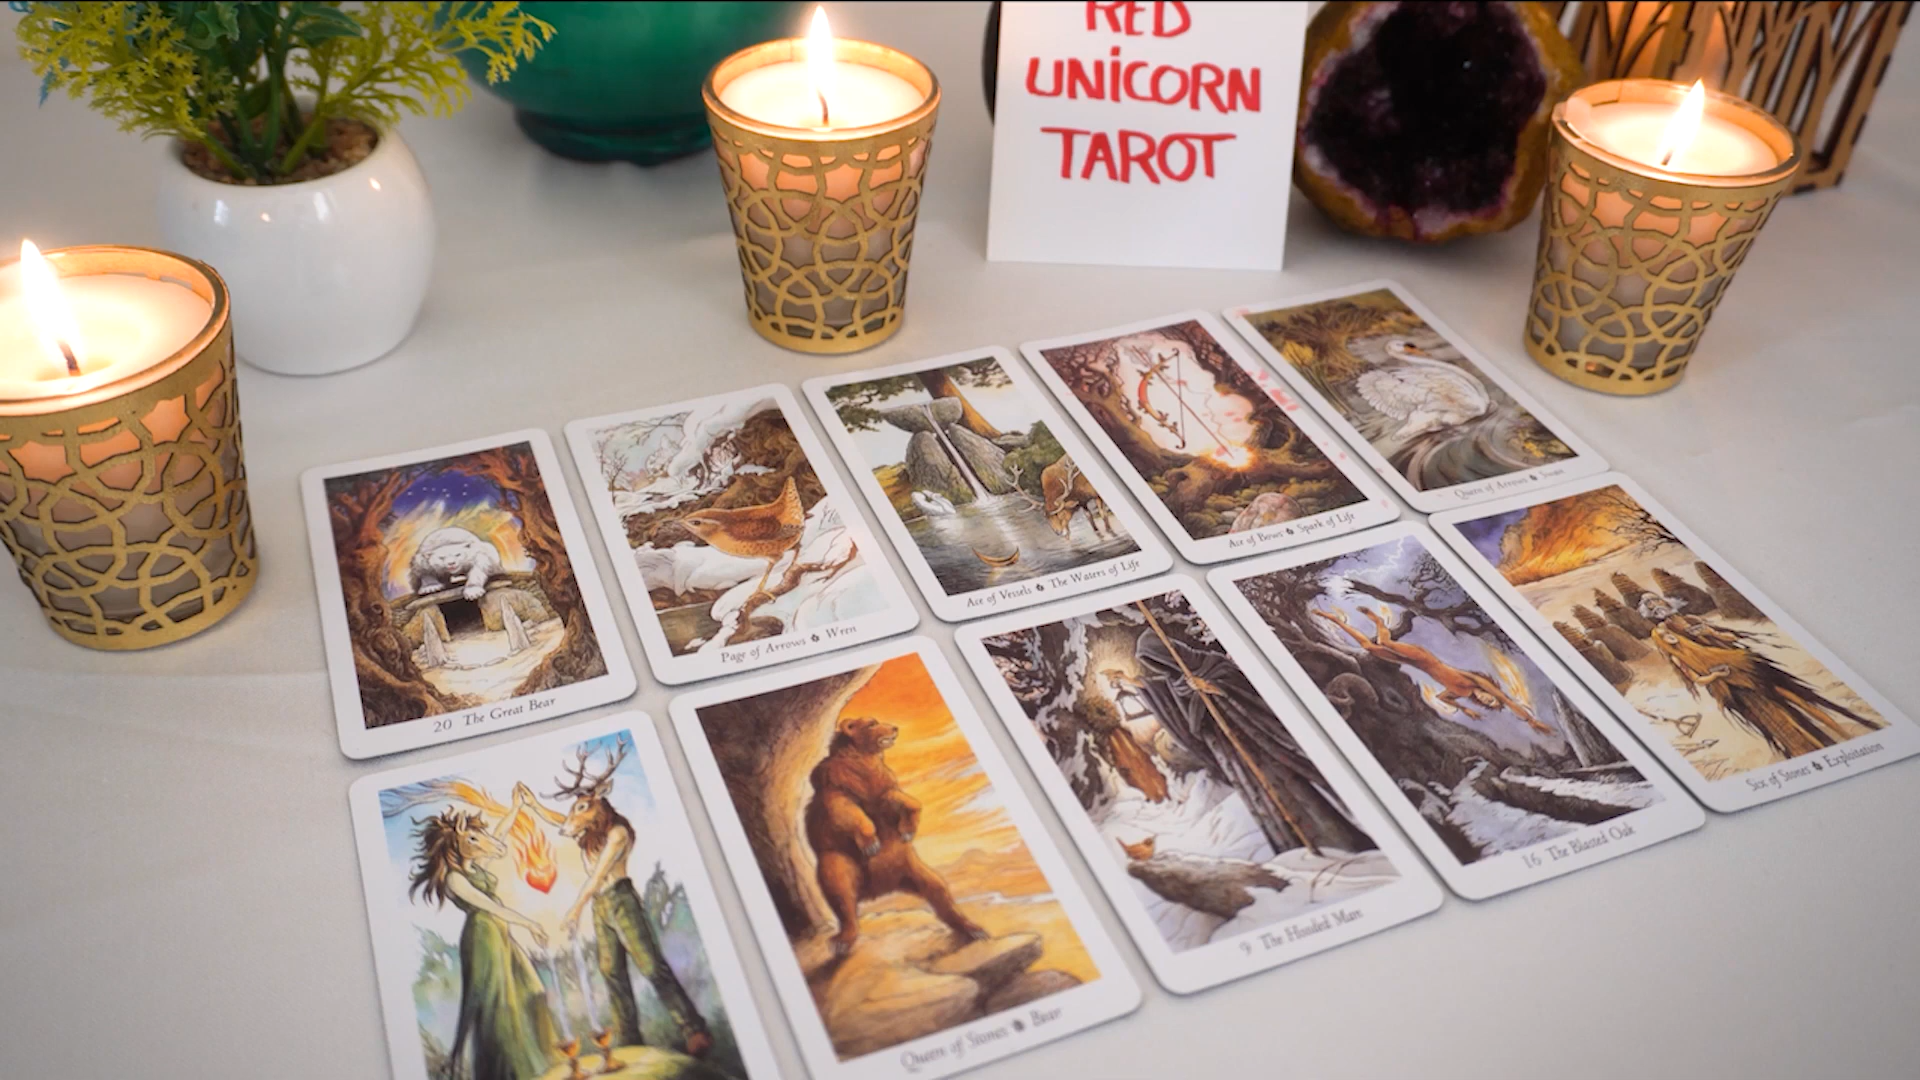 RED
UNiCORN
TAROT
20 The Great Bear
Page of Arrows Wren
Ace of Vessels The Waters of Life
Ace of Bows Spark of Life
Queen of Arrows Swan
Queen of Stones Bear
9 The Hooded Man
16 The Blasted Oak
Six of Stones Exploitation